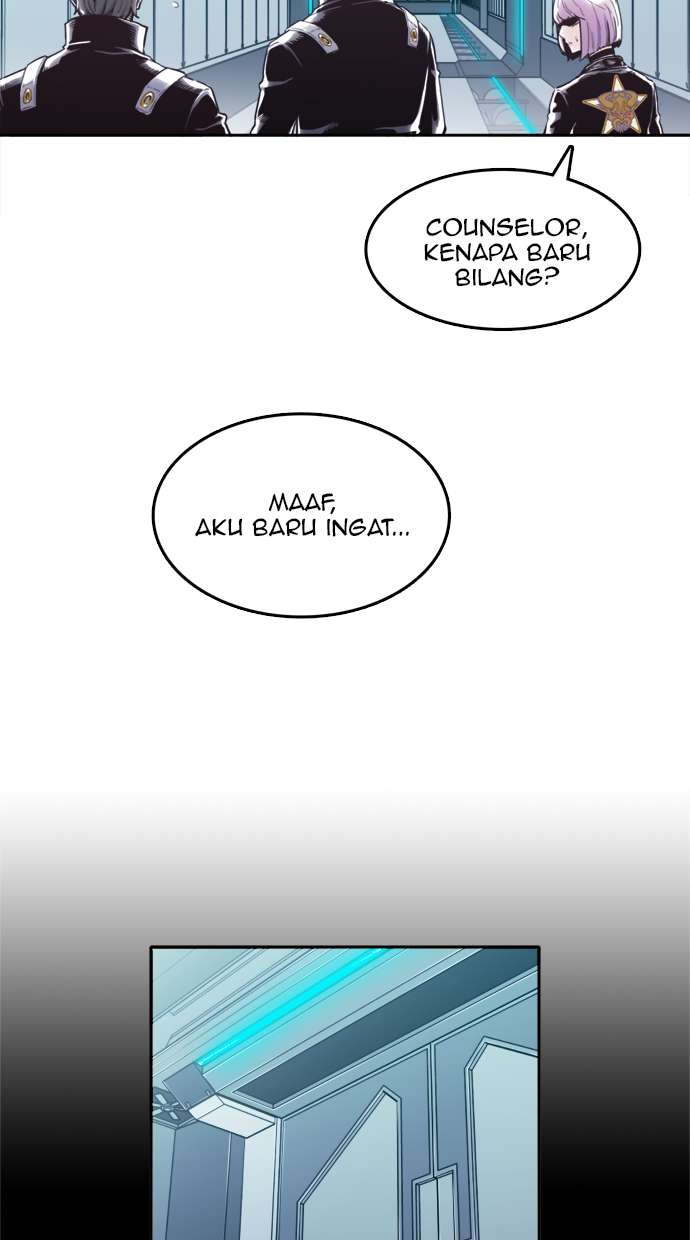 COUNSELOR,
KENAPA BARU
BILANG?
MAAF,
AKU BARU INGAT...